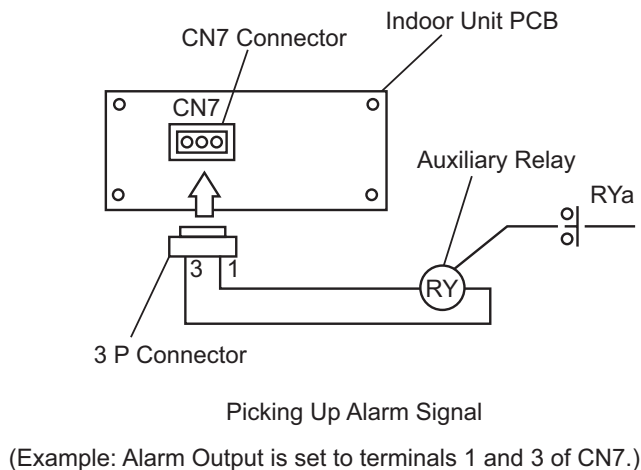 Indoor Unit PCB
CN7 Connector
CN7
Auxiliary Relay
RYa
3 1
RY
3 P Connector
Picking Up Alarm Signal
(Example: Alarm Output is set to terminals 1 and 3 of CN7.)